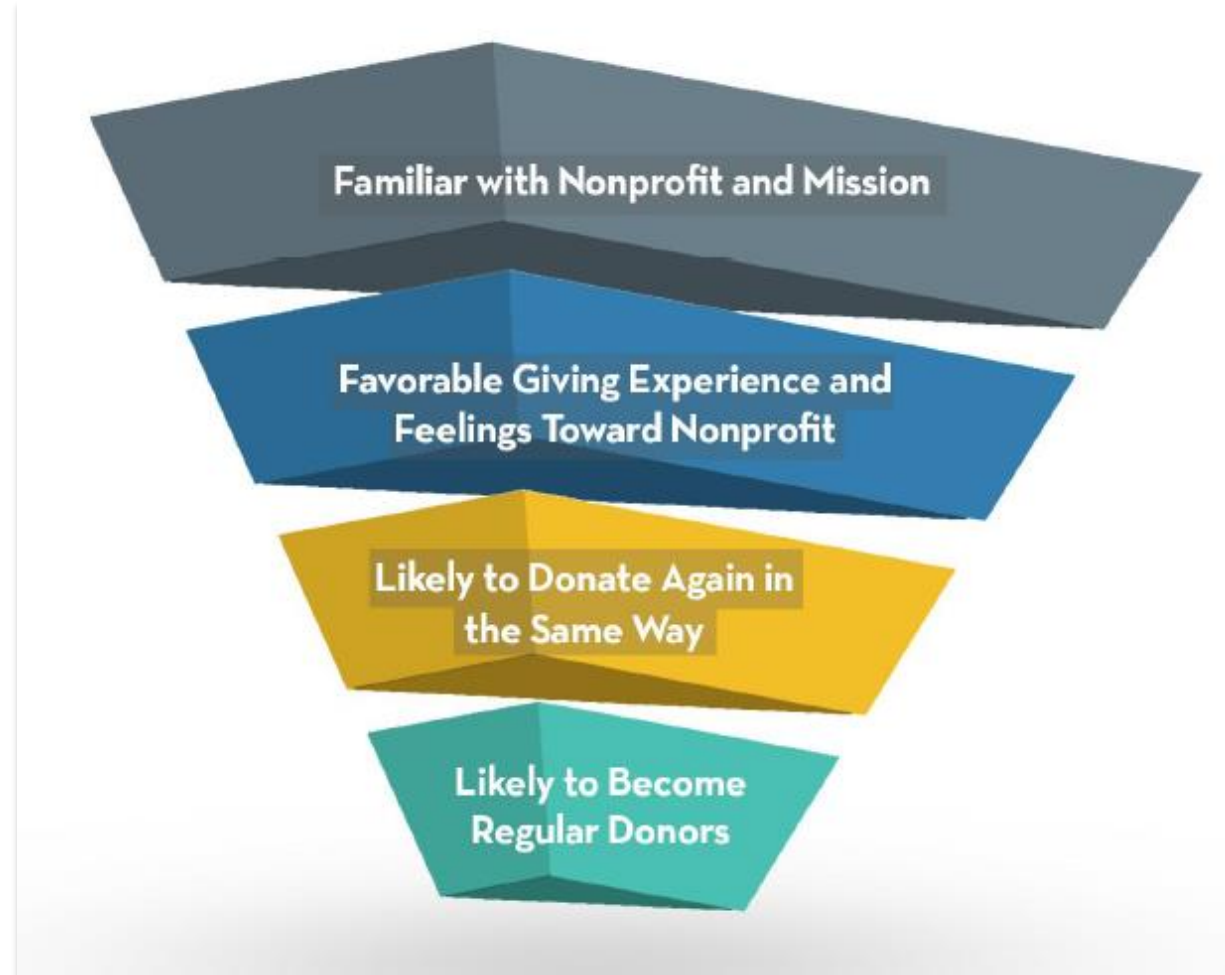 Familiar with Nonprofit and Mission
Favorable Giving Experience and
Feelings Toward Nonprofit
Likely to Donate Again in
the Same Way
Likely to Become
Regular Donors